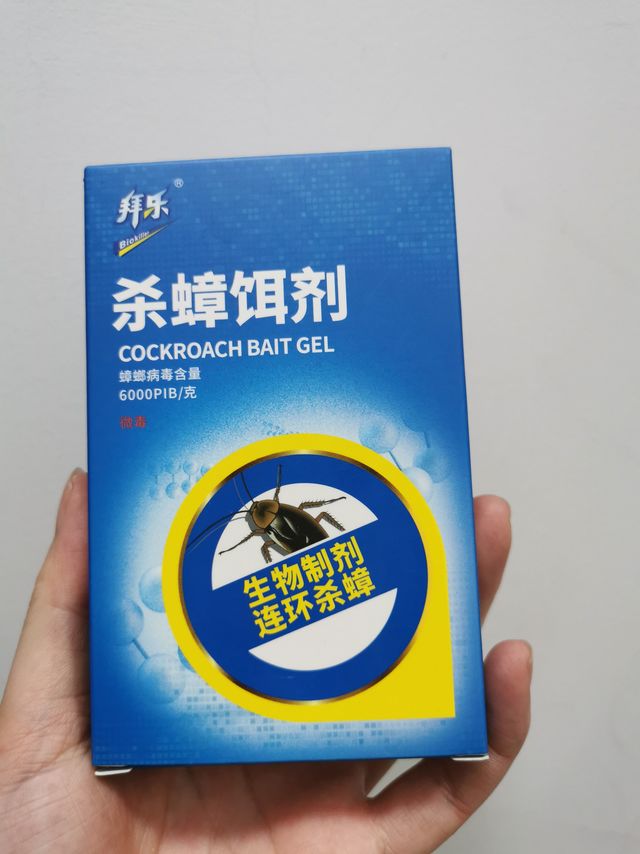 拜乐®
Biokiller
杀蟑饵剂
COCKROACH BAIT GEL
蟑螂病毒含量
6000PIB/克
微毒
生物制剂
连环杀蟑